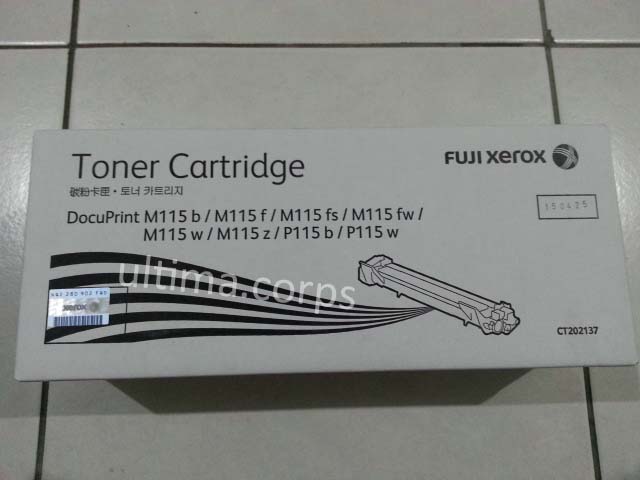 Toner Cartridge
碳粉卡匣・토너 카트리지
DocuPrint M115 b / M115 f / M115 fs / M115 fw /
M115 w / M115 z / P115 b / P115 w
FUJI xerox
150425
ultima.corps
xerox
CT202137